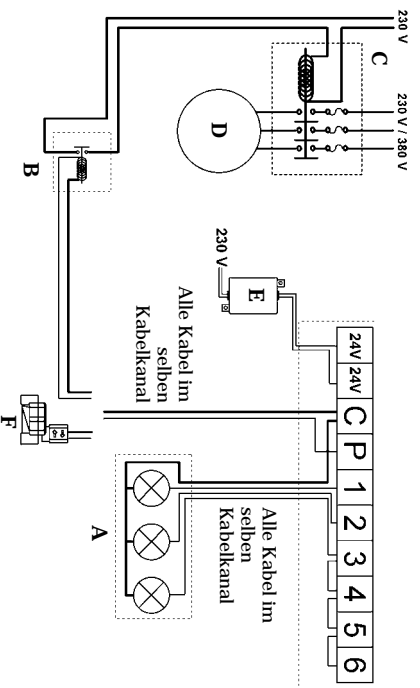 230 V
230 V
230 V / 380 V
C
D
B
230 V
E
Alle Kabel im
selben
Kabelkanal
24V 24V C P 1 2 3 4 5 6
F
A
Alle Kabel im
selben
Kabelkanal